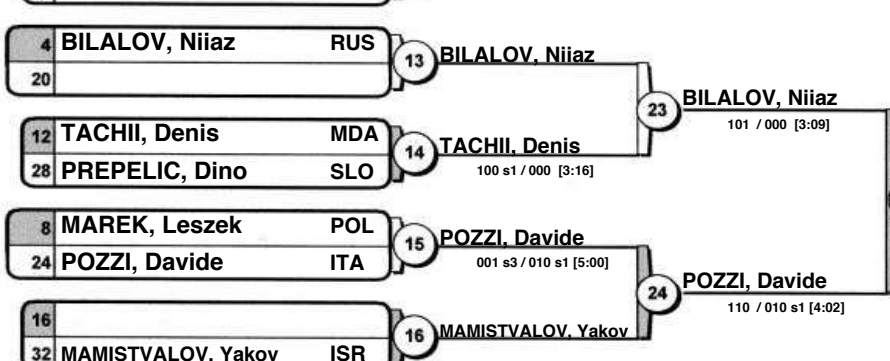 4 BILALOV, Niiaz RUS
20
13
BILALOV, Niiaz
12 TACHII, Denis MDA
28 PREPELIC, Dino SLO
14
TACHII, Denis
100 s1 / 000 [3:16]
23
BILALOV, Niiaz
101 / 000 [3:09]
8 MAREK, Leszek POL
24 POZZI, Davide ITA
15
POZZI, Davide
001 s3 / 010 s1 [5:00]
16
32 MAMISTVALOV, Yakov ISR
16
MAMISTVALOV, Yakov
24
POZZI, Davide
110 / 010 s1 [4:02]